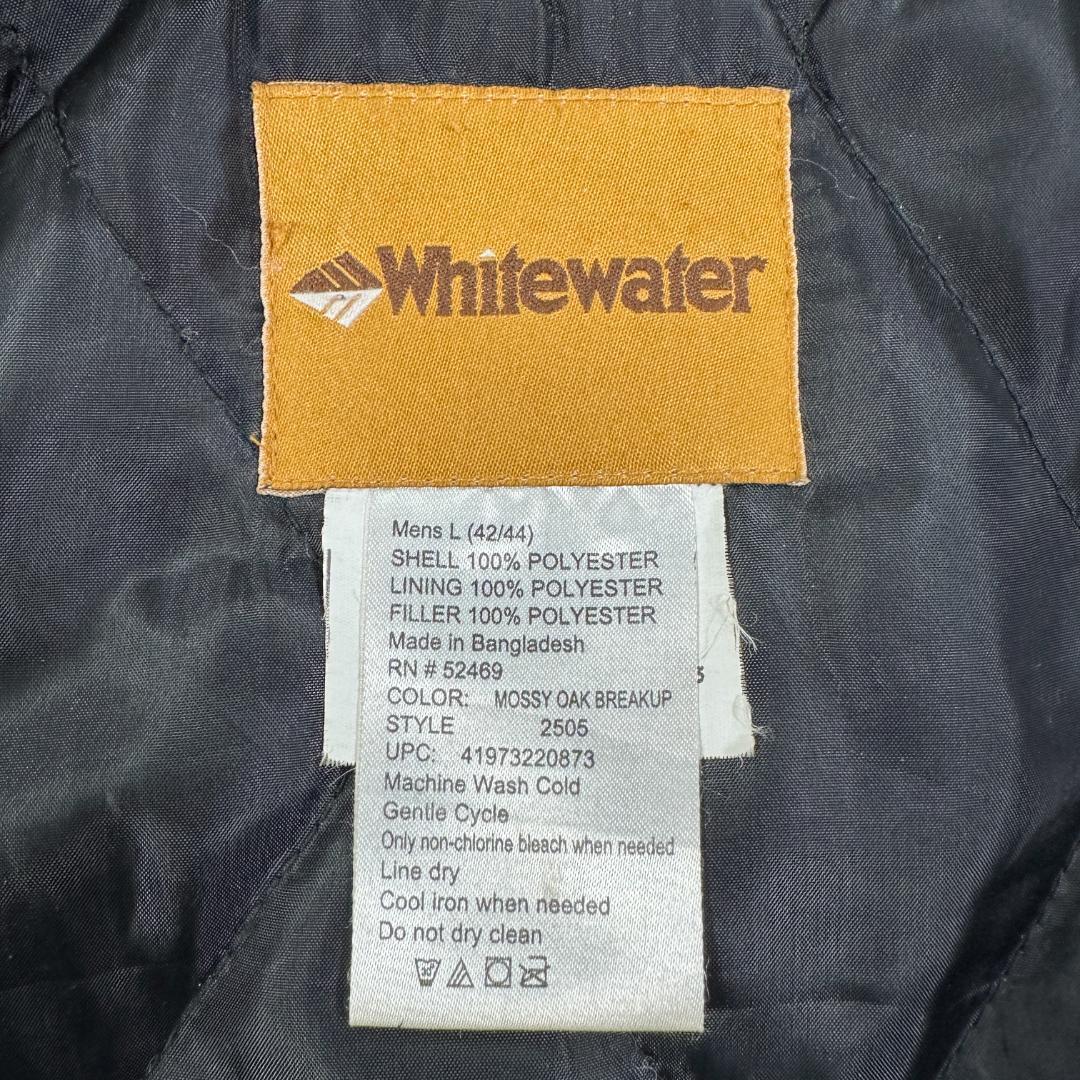 Whitewater
Mens L (42/44)
SHELL 100% POLYESTER
LINING 100% POLYESTER
FILLER 100% POLYESTER
Made in Bangladesh
RN # 52469
COLOR: MOSSY OAK BREAKUP
STYLE 2505
UPC: 41973220873
Machine Wash Cold
Gentle Cycle
Only non-chlorine bleach when needed
Line dry
Cool iron when needed
Do not dry clean